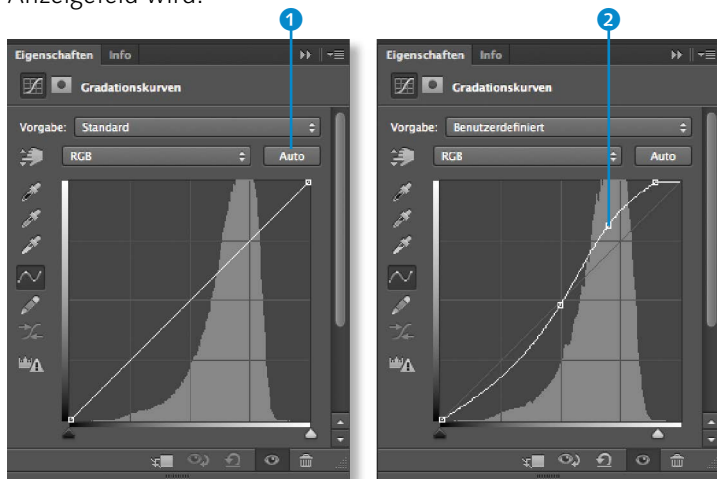 Anzeigefeld wird.
1
2
Eigenschaften Info
Gradationskurven
Vorgabe: Standard
RGB Auto
Eigenschaften Info
Gradationskurven
Vorgabe: Benutzerdefiniert
RGB Auto